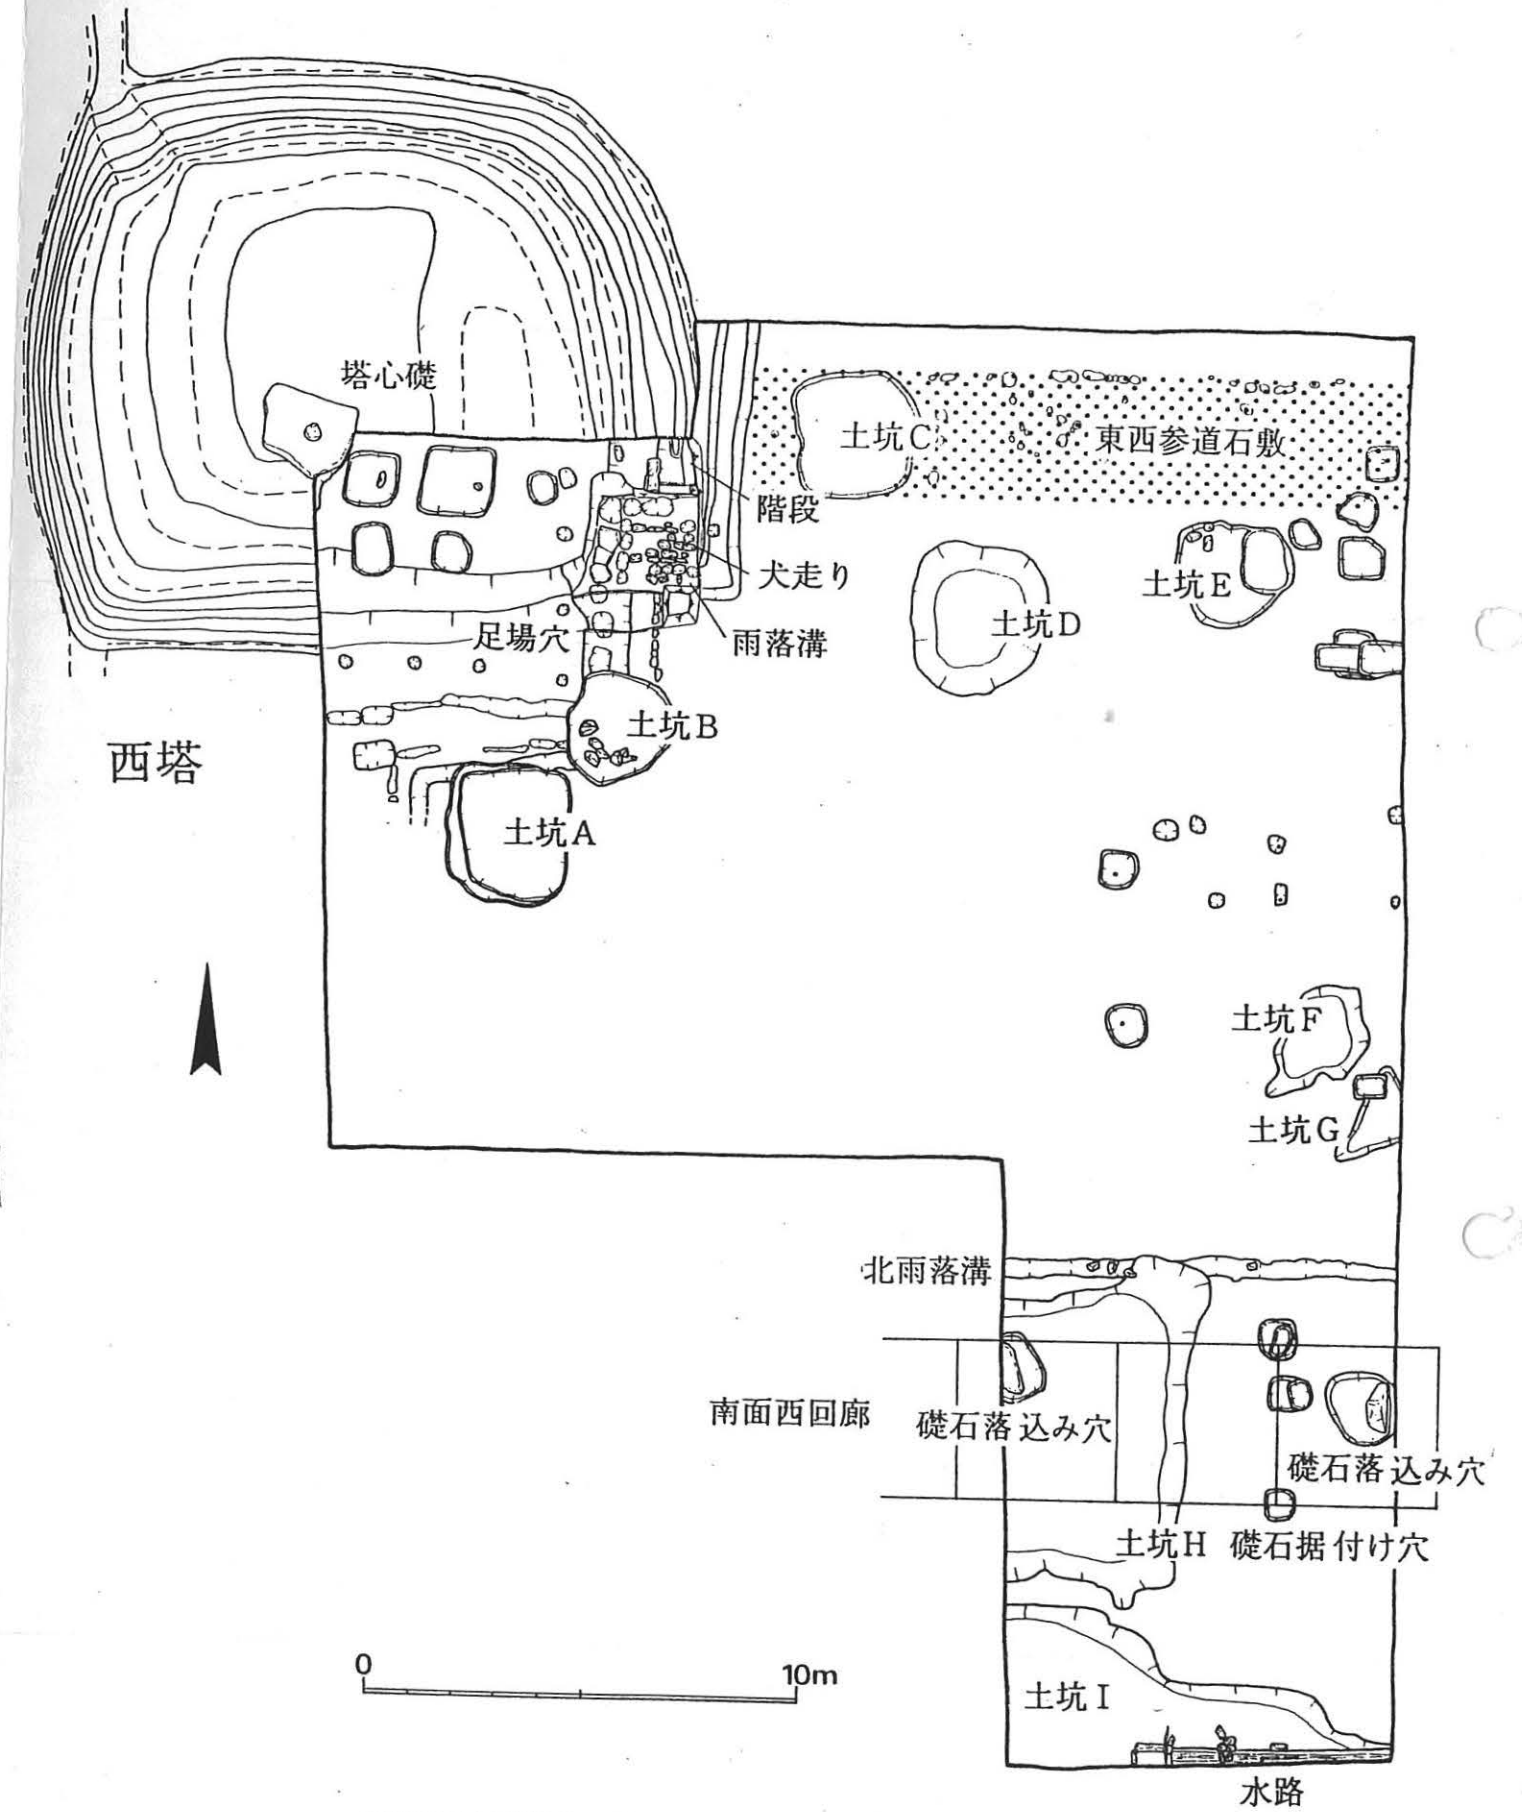 塔心礎
土坑C
東西参道石敷
階段
犬走り
土坑E
足場穴
雨落溝
土坑D
土坑B
西塔
土坑A
土坑F
土坑G
北雨落溝
南面西回廊
礎石落込み穴
礎石落込み穴
土坑H
礎石据付け穴
0
10m
土坑I
水路